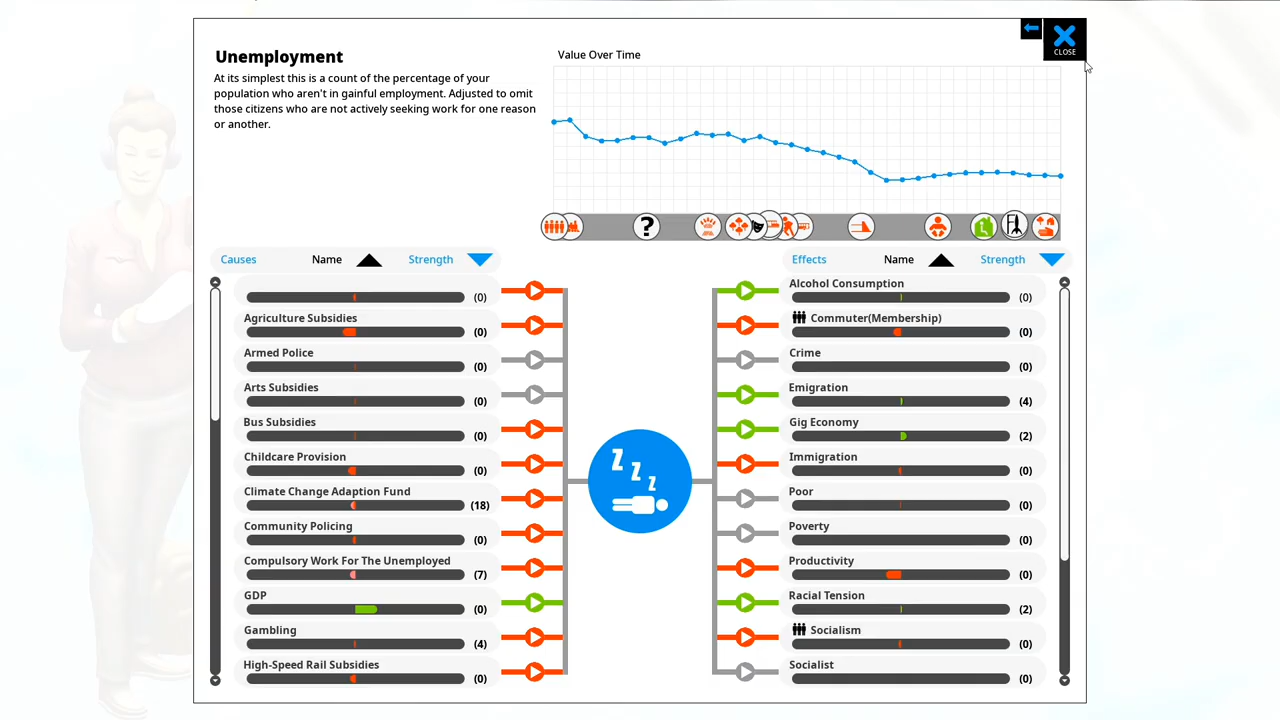 CLOSE
Unemployment
At its simplest this is a count of the percentage of your
population who aren't in gainful employment. Adjusted to omit
those citizens who are not actively seeking work for one reason
or another.
Value Over Time
?
Causes Name Strength
(0)
Agriculture Subsidies
(0)
Armed Police
(0)
Arts Subsidies
(0)
Bus Subsidies
(0)
Childcare Provision
(0)
Climate Change Adaption Fund
(18)
Community Policing
(0)
Compulsory Work For The Unemployed
(7)
GDP
(0)
Gambling
(4)
High-Speed Rail Subsidies
(0)
Z
Z
Z
Effects Name Strength
Alcohol Consumption
(0)
Commuter(Membership)
(0)
Crime
(0)
Emigration
(4)
Gig Economy
(2)
Immigration
(0)
Poor
(0)
Poverty
(0)
Productivity
(0)
Racial Tension
(2)
Socialism
(0)
Socialist
(0)